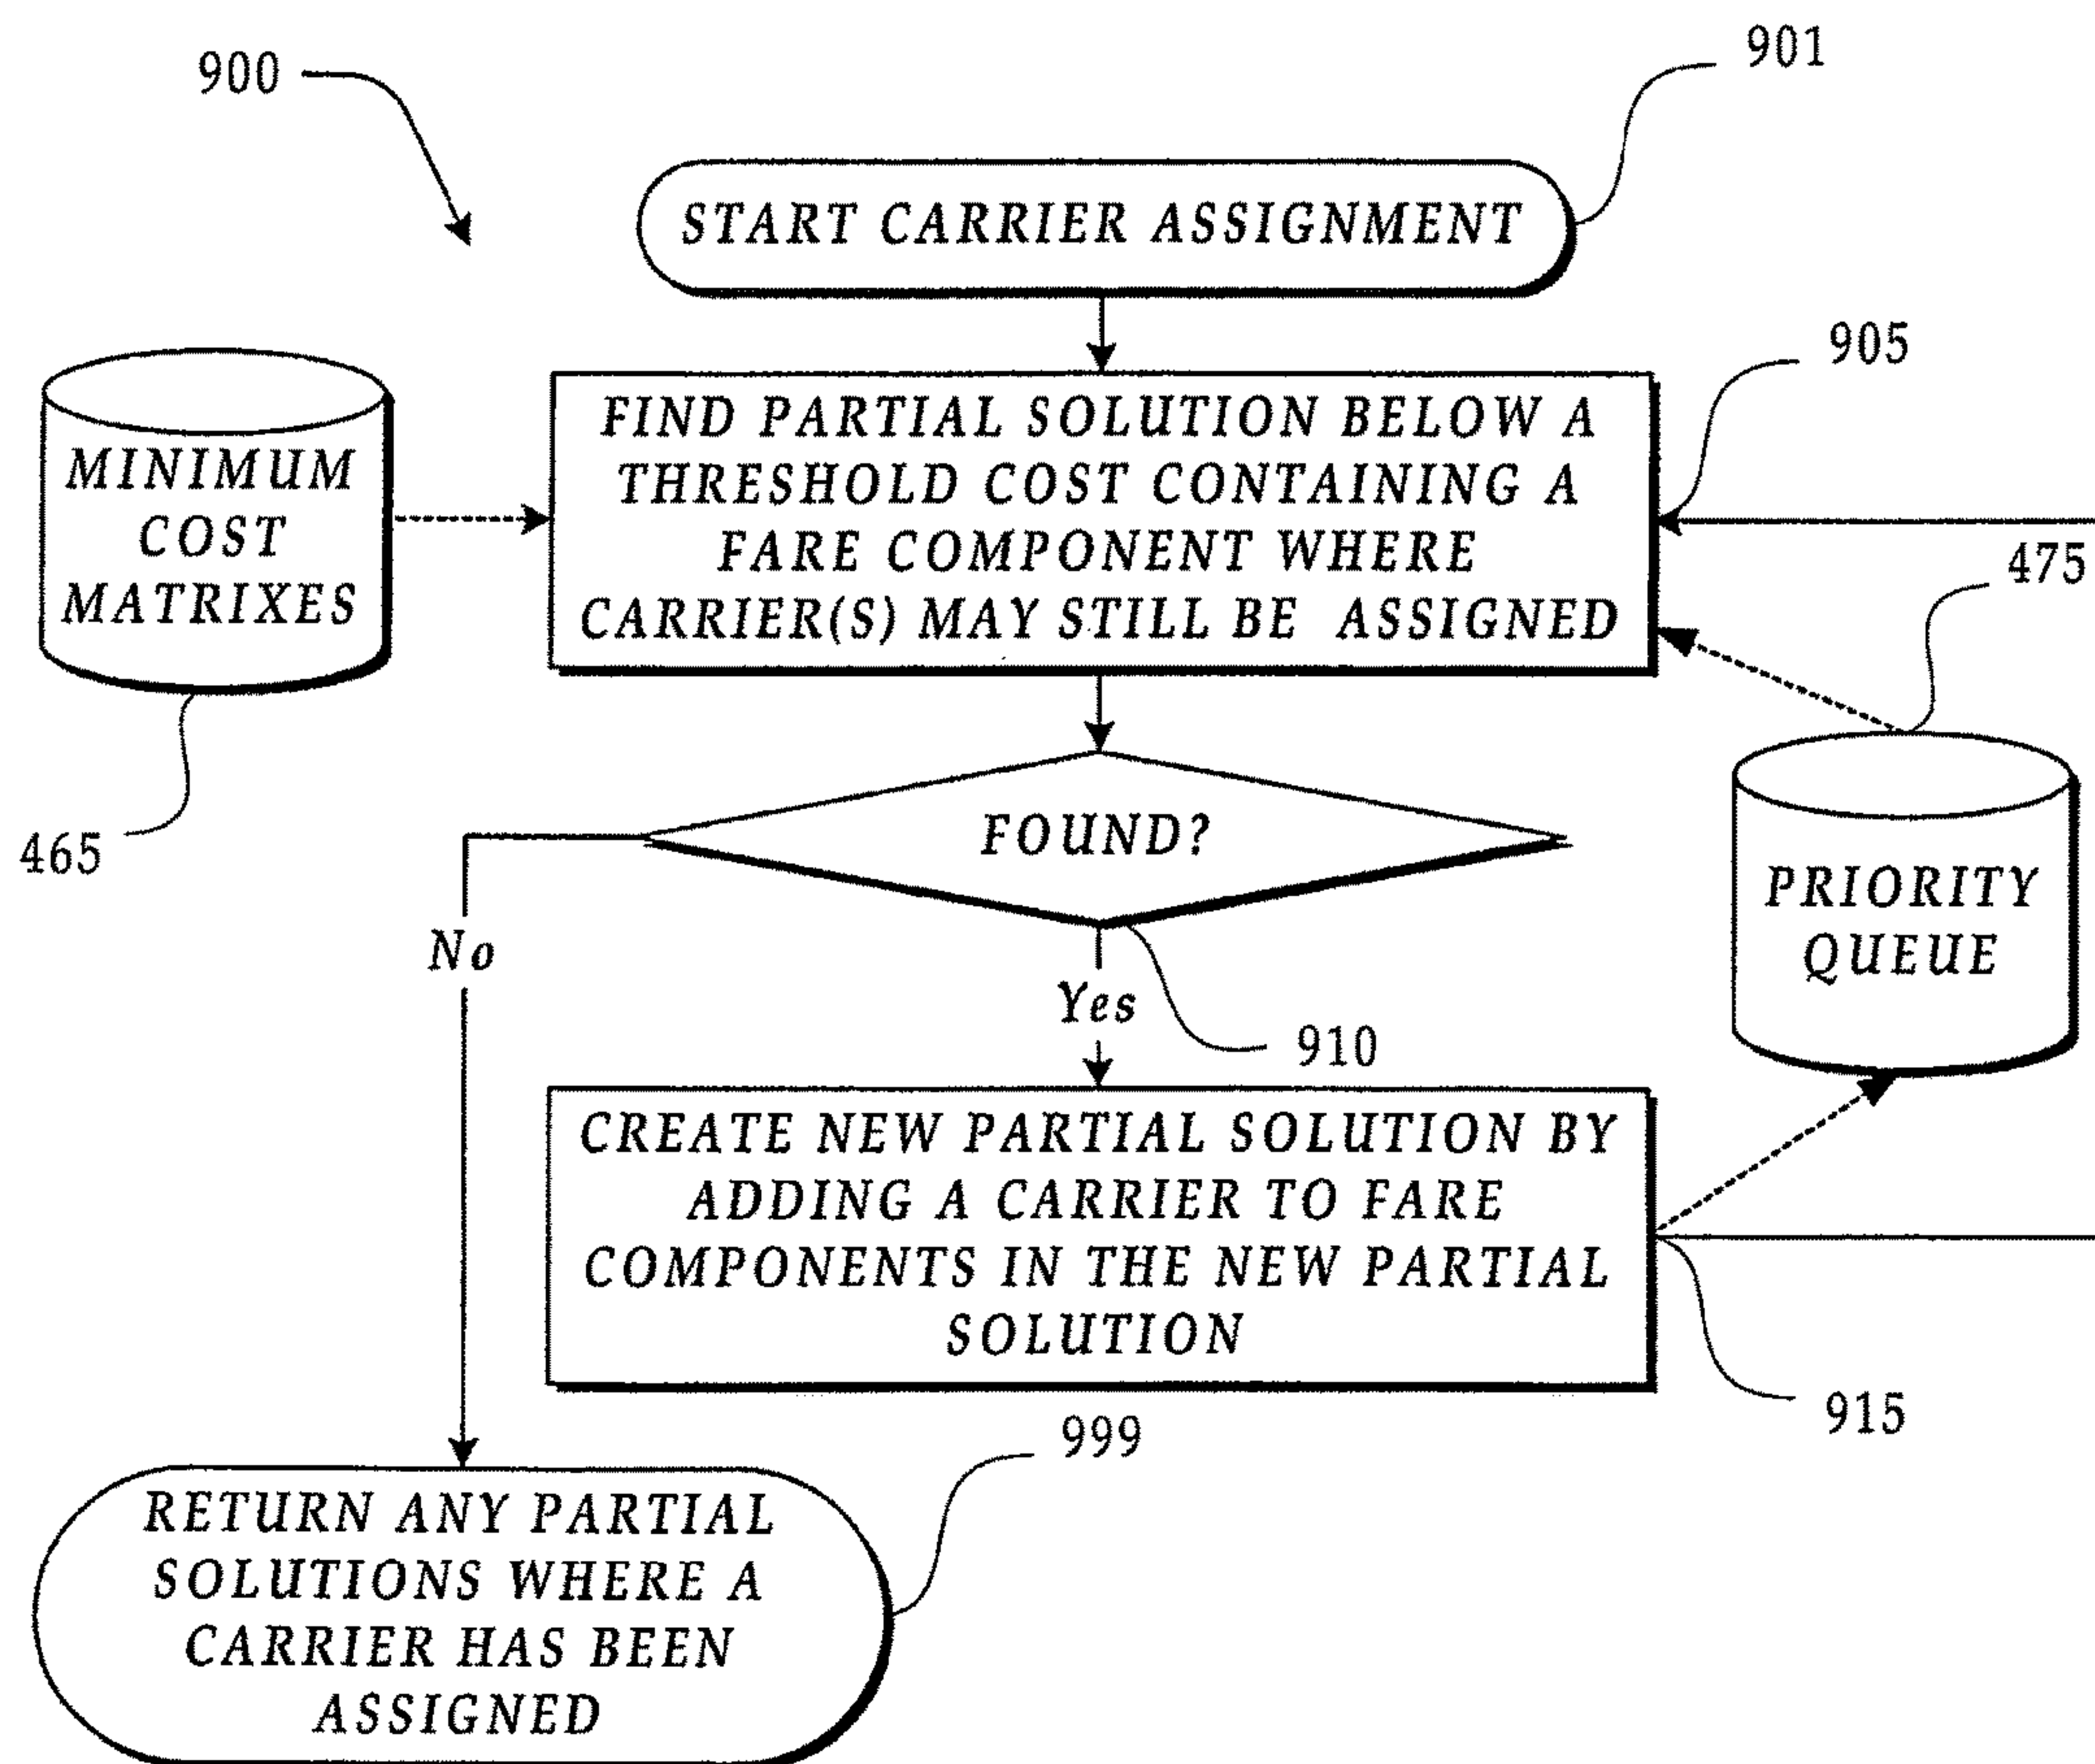 900
901
START CARRIER ASSIGNMENT
905
FIND PARTIAL SOLUTION BELOW A
THRESHOLD COST CONTAINING A
FARE COMPONENT WHERE
CARRIER(S) MAY STILL BE ASSIGNED
MINIMUM
COST
MATRIXES
465
475
FOUND?
No
Yes
910
PRIORITY
QUEUE
CREATE NEW PARTIAL SOLUTION BY
ADDING A CARRIER TO FARE
COMPONENTS IN THE NEW PARTIAL
SOLUTION
915
999
RETURN ANY PARTIAL
SOLUTIONS WHERE A
CARRIER HAS BEEN
ASSIGNED